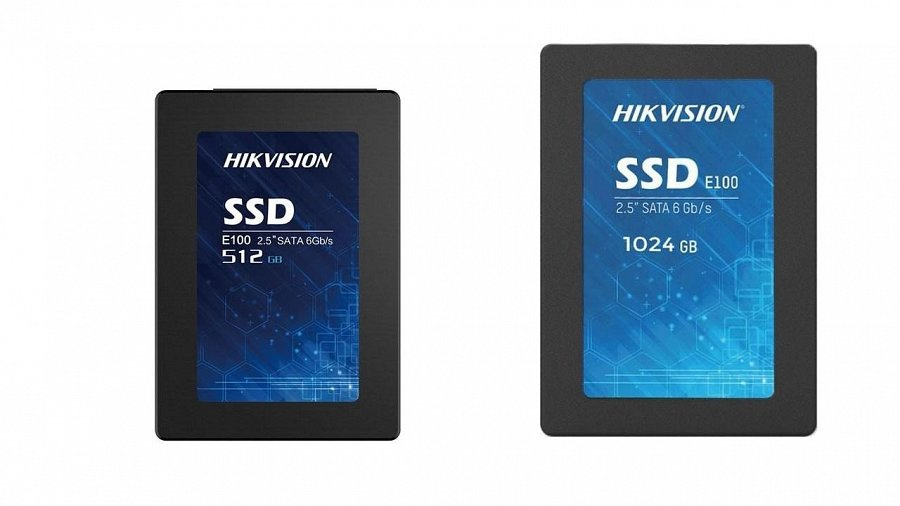 HIKVISION
SSD
E100 2.5" SATA 6Gb/s
512 GB
HIKVISION®
SSD E100
2.5" SATA 6 Gb/s
1024 GB